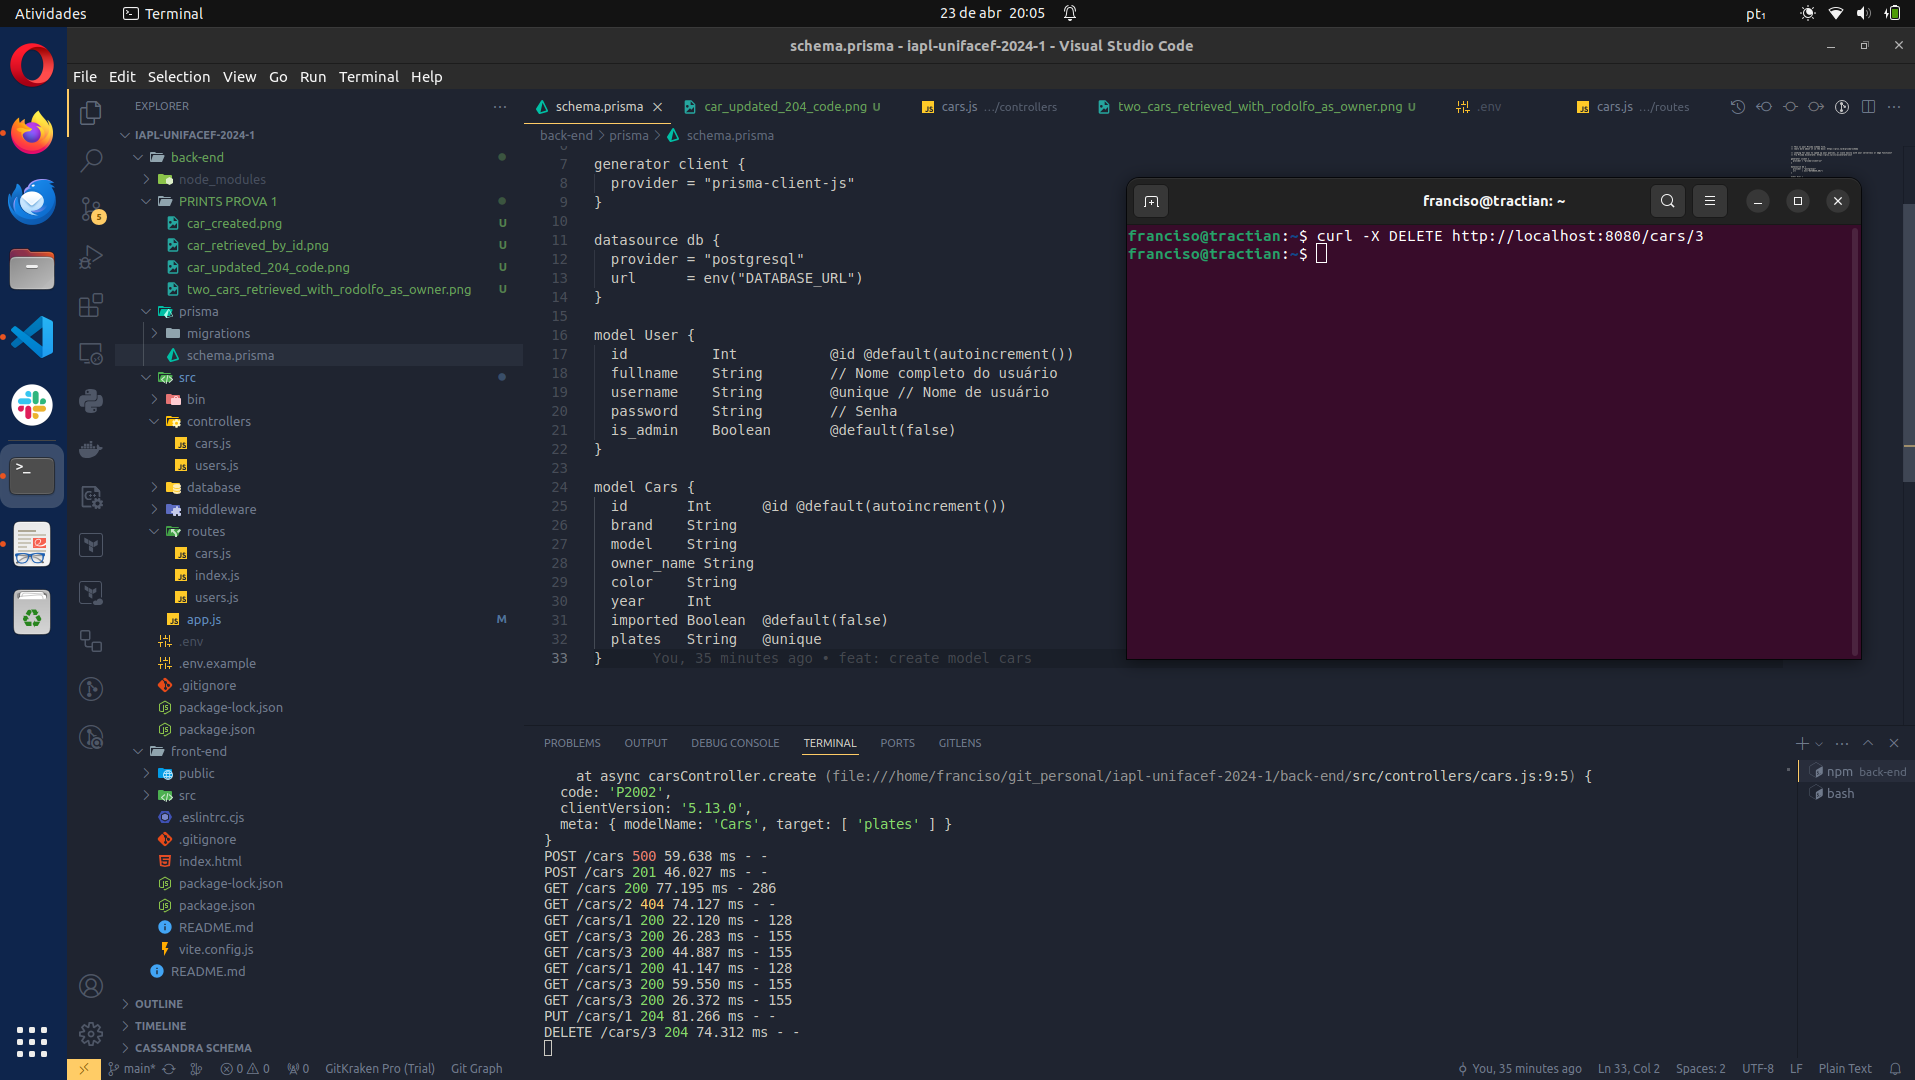 Atividades
Terminal
23 de abr 20:05
pt₁
schema.prisma - iapl-unifacef-2024-1 - Visual Studio Code
File Edit Selection View Go Run Terminal Help
EXPLORER
IAPL-UNIFACEF-2024-1
back-end
node_modules
PRINTS PROVA 1
car_created.png U
car_retrieved_by_id.png U
car_updated_204_code.png U
two_cars_retrieved_with_rodolfo_as_owner.png U
prisma
migrations
schema.prisma
src
bin
controllers
cars.js
users.js
database
middleware
routes
cars.js
index.js
users.js
app.js M
.env
.env.example
.gitignore
package-lock.json
package.json
front-end
public
src
.eslintrc.cjs
.gitignore
index.html
package-lock.json
package.json
README.md
vite.config.js
README.md
OUTLINE
TIMELINE
CASSANDRA SCHEMA
5
schema.prisma
car_updated_204_code.png U
cars.js .../controllers
two_cars_retrieved_with_rodolfo_as_owner.png U
.env
cars.js .../routes
back-end > prisma > schema.prisma
7 generator client {
8 provider = "prisma-client-js"
9 }
10
11 datasource db {
12 provider = "postgresql"
13 url = env("DATABASE_URL")
14 }
15
16 model User {
17 id Int @id @default(autoincrement())
18 fullname String // Nome completo do usuário
19 username String @unique // Nome de usuário
20 password String // Senha
21 is_admin Boolean @default(false)
22 }
23
24 model Cars {
25 id Int @id @default(autoincrement())
26 brand String
27 model String
28 owner_name String
29 color String
30 year Int
31 imported Boolean @default(false)
32 plates String @unique
33 } You, 35 minutes ago • feat: create model cars
franciso@tractian: ~
franciso@tractian:~$ curl -X DELETE http://localhost:8080/cars/3
franciso@tractian:~$
PROBLEMS OUTPUT DEBUG CONSOLE TERMINAL PORTS GITLENS
at async carsController.create (file:///home/franciso/git_personal/iapl-unifacef-2024-1/back-end/src/controllers/cars.js:9:5) {
code: 'P2002',
clientVersion: '5.13.0',
meta: { modelName: 'Cars', target: [ 'plates' ] }
}
POST /cars 500 59.638 ms - -
POST /cars 201 46.027 ms - -
GET /cars 200 77.195 ms - 286
GET /cars/2 404 74.127 ms - -
GET /cars/1 200 22.120 ms - 128
GET /cars/3 200 26.283 ms - 155
GET /cars/3 200 44.887 ms - 155
GET /cars/1 200 41.147 ms - 128
GET /cars/3 200 59.550 ms - 155
GET /cars/3 200 26.372 ms - 155
PUT /cars/1 204 81.266 ms - -
DELETE /cars/3 204 74.312 ms - -
npm back-end
bash
main* 0 0 0 GitKraken Pro (Trial) Git Graph
You, 35 minutes ago Ln 33, Col 2 Spaces: 2 UTF-8 LF Plain Text